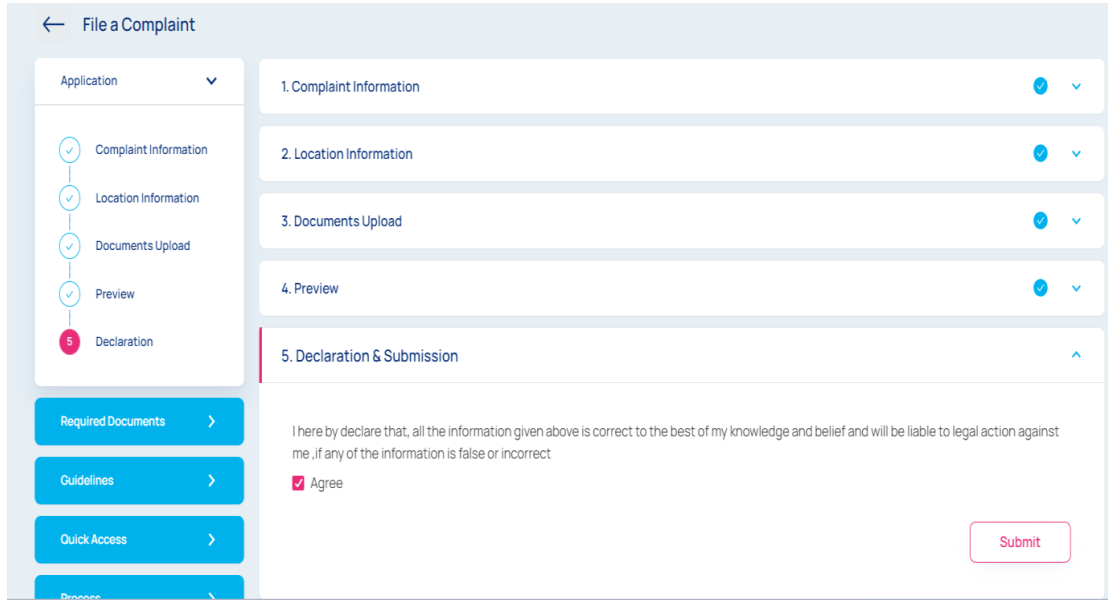 File a Complaint
Application
Complaint Information
Location Information
Documents Upload
Preview
5 Declaration
Required Documents
Guidelines
Quick Access
Process
1. Complaint Information
2. Location Information
3. Documents Upload
4. Preview
5. Declaration & Submission
I here by declare that, all the information given above is correct to the best of my knowledge and belief and will be liable to legal action against
me ,if any of the information is false or incorrect
Agree
Submit